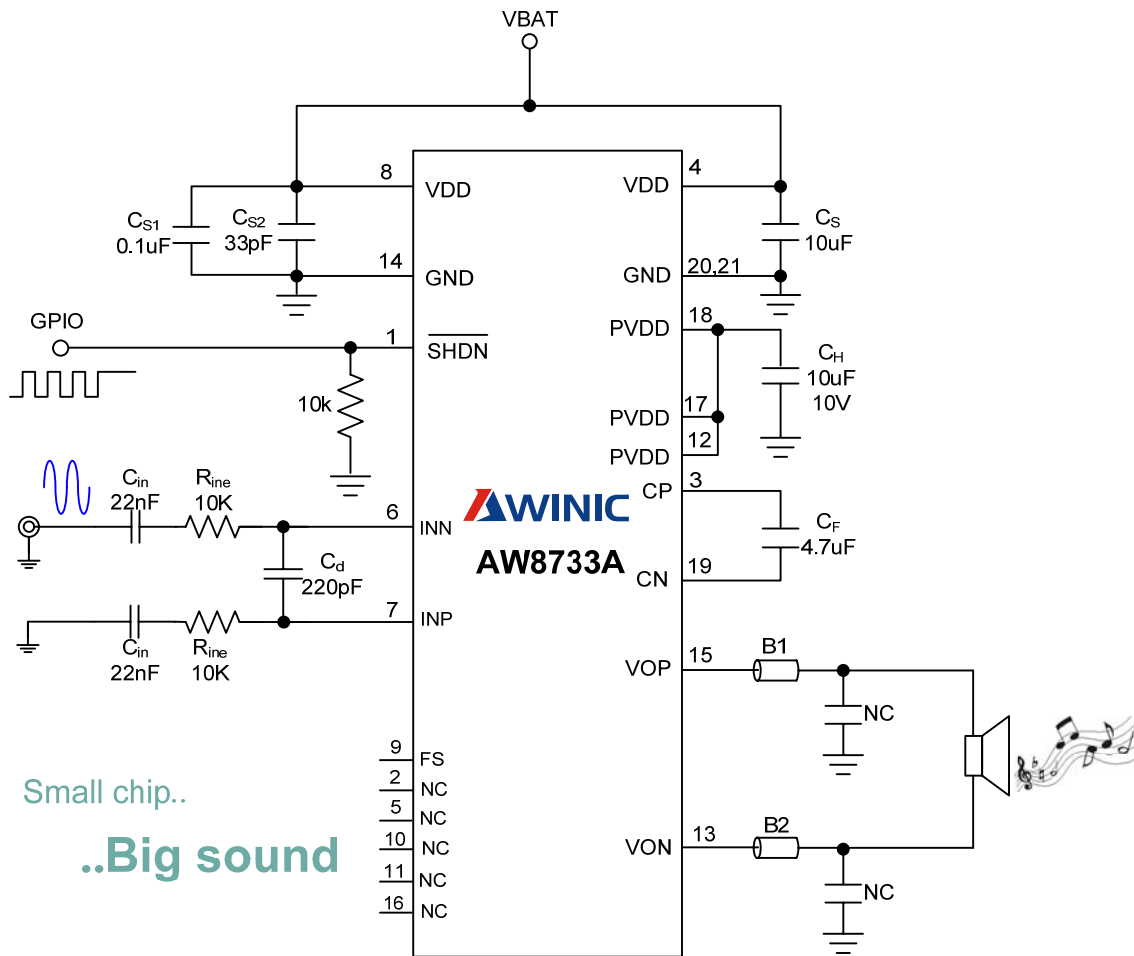 VBAT
8
VDD
4
VDD
CS1
0.1uF
CS2
33pF
CS
10uF
14
GND
20,21
GND
GPIO
1
SHDN
10k
18
PVDD
CH
10uF
10V
17
PVDD
12
PVDD
Cin
22nF
Rine
10K
6
INN
AWINIC
AW8733A
3
CP
CF
4.7uF
19
CN
Cd
220pF
7
INP
Cin
22nF
Rine
10K
15
VOP
B1
NC
9
FS
2
NC
5
NC
10
NC
11
NC
16
NC
13
VON
B2
NC
Small chip..
..Big sound